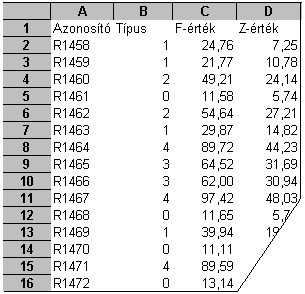 A B C D
1 Azonosító Típus F-érték Z-érték
2 R1458 1 24,76 7,25
3 R1459 1 21,77 10,78
4 R1460 2 49,21 24,14
5 R1461 0 11,58 5,74
6 R1462 2 54,64 27,21
7 R1463 1 29,87 14,82
8 R1464 4 89,72 44,23
9 R1465 3 64,52 31,69
10 R1466 3 62,00 30,94
11 R1467 4 97,42 48,03
12 R1468 0 11,65 5,7
13 R1469 1 39,94 19
14 R1470 0 11,11
15 R1471 4 89,59
16 R1472 0 13,14